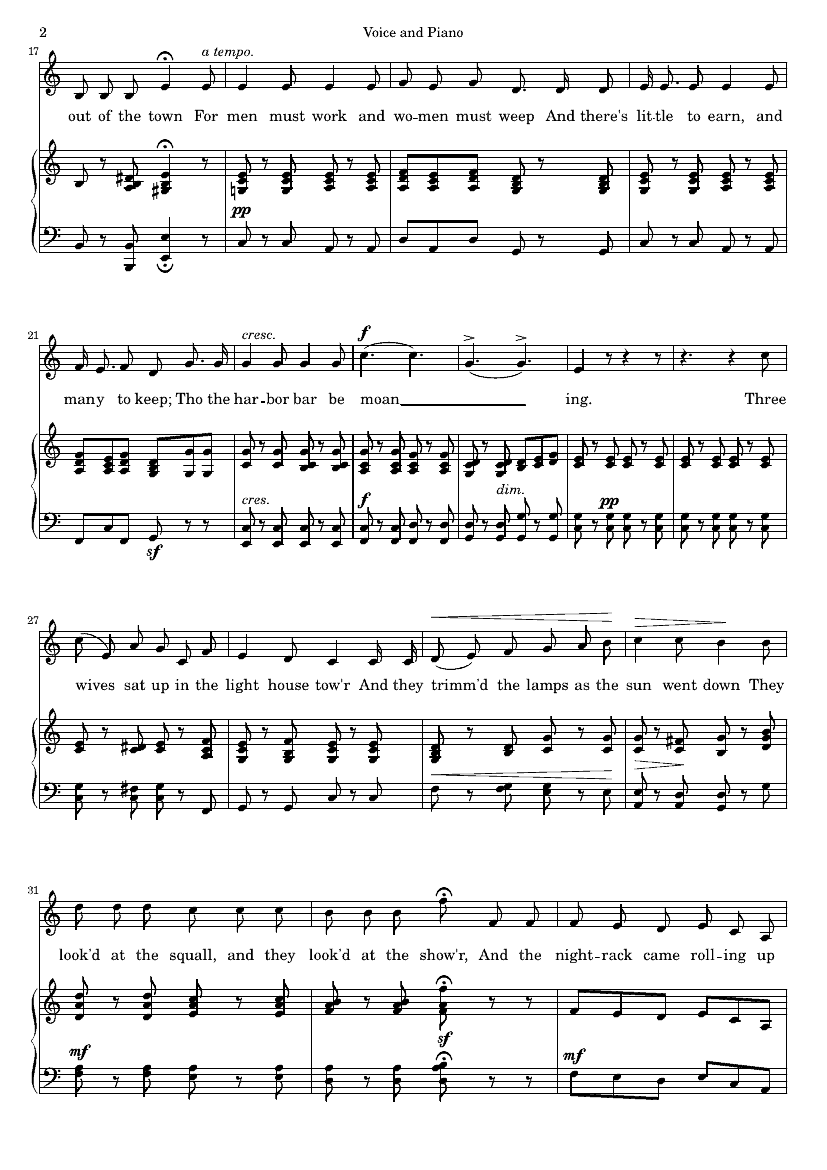 2
Voice and Piano
17
a tempo.
out of the town For men must work and wo-men must weep And there's lit-tle to earn, and
pp
21
cresc.
f
many to keep; Tho the har-bor bar be moan ing. Three
cres.
f
dim.
pp
sf
27
wives sat up in the light house tow'r And they trimm'd the lamps as the sun went down They
31
look'd at the squall, and they look'd at the show'r, And the night-rack came roll-ing up
sf
mf
mf